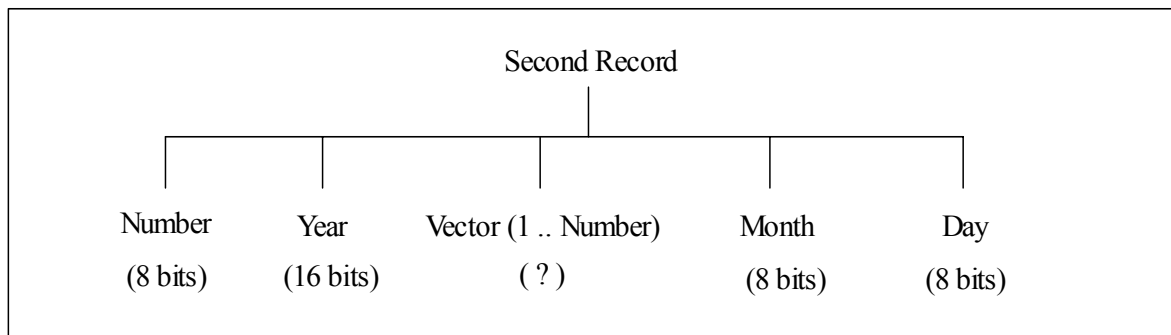 Second Record
Number Year Vector (1 .. Number) Month Day
(8 bits) (16 bits) ( ? ) (8 bits) (8 bits)